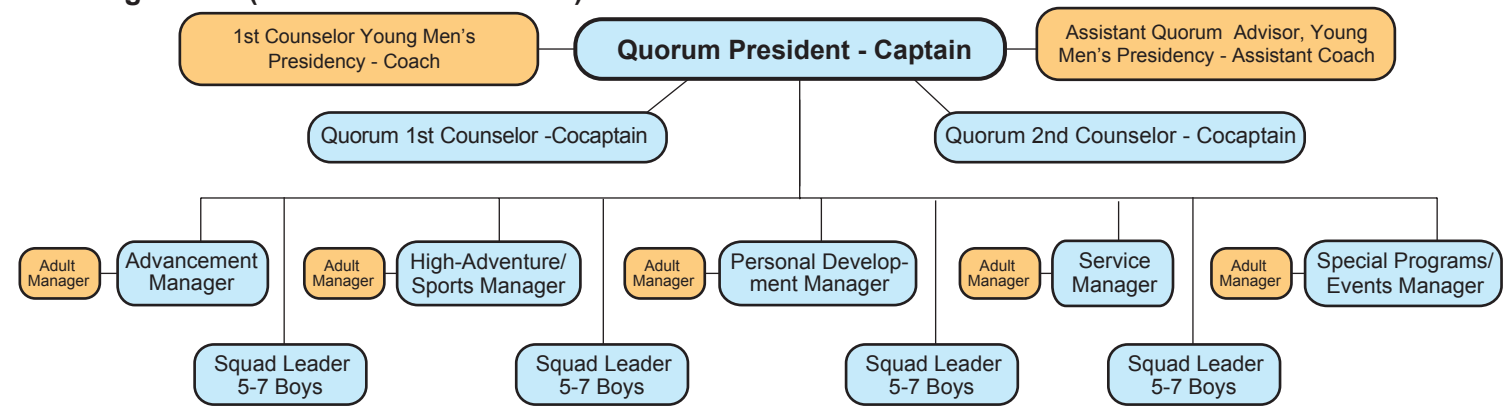 1st Counselor Young Men's
Presidency - Coach
Quorum President - Captain
Assistant Quorum Advisor, Young
Men's Presidency - Assistant Coach
Quorum 1st Counselor -Cocaptain
Quorum 2nd Counselor - Cocaptain
Adult
Manager
Advancement
Manager
Adult
Manager
High-Adventure/
Sports Manager
Adult
Manager
Personal Develop-
ment Manager
Adult
Manager
Service
Manager
Adult
Manager
Special Programs/
Events Manager
Squad Leader
5-7 Boys
Squad Leader
5-7 Boys
Squad Leader
5-7 Boys
Squad Leader
5-7 Boys